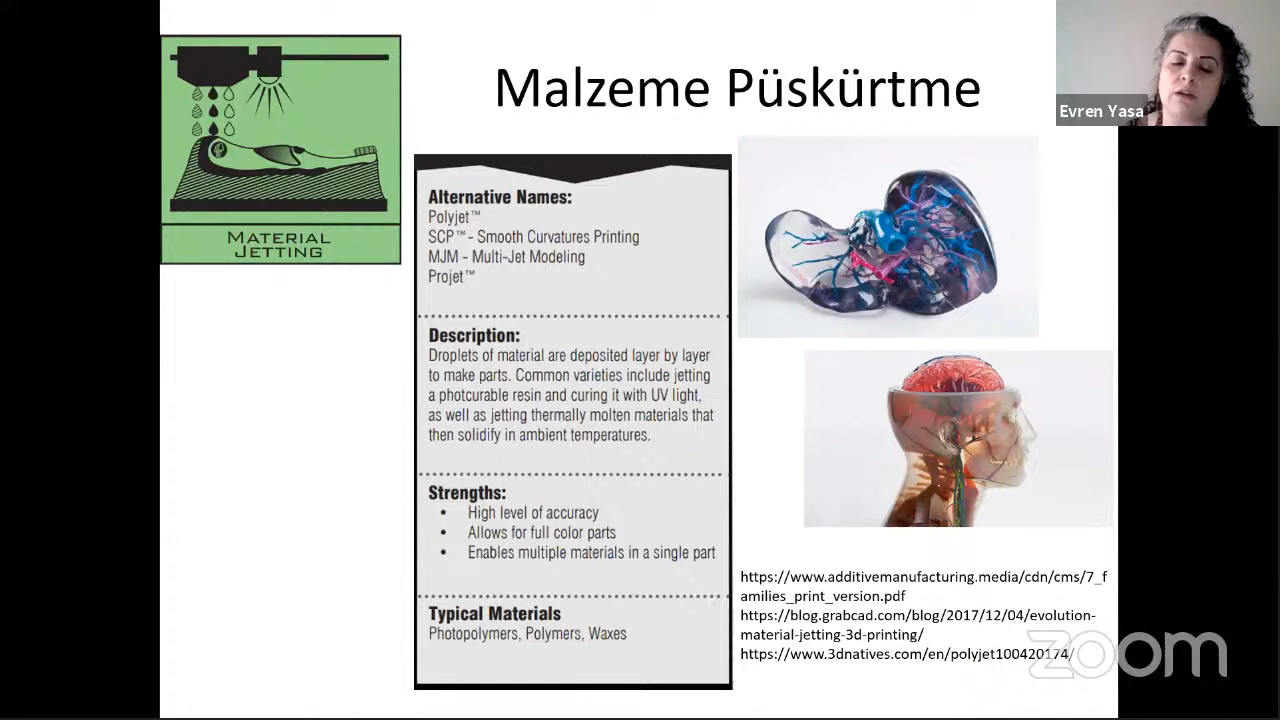 Malzeme Püskürtme
Evren Yasa
MATERIAL
JETTING
Alternative Names:
Polyjet™
SCP™ - Smooth Curvatures Printing
MJM - Multi-Jet Modeling
Projet™
Description:
Droplets of material are deposited layer by layer
to make parts. Common varieties include jetting
a photcurable resin and curing it with UV light,
as well as jetting thermally molten materials that
then solidify in ambient temperatures.
Strengths:
• High level of accuracy
• Allows for full color parts
• Enables multiple materials in a single part
Typical Materials
Photopolymers, Polymers, Waxes
https://www.additivemanufacturing.media/cdn/cms/7_f
amilies_print_version.pdf
https://blog.grabcad.com/blog/2017/12/04/evolution-
material-jetting-3d-printing/
https://www.3dnatives.com/en/polyjet100420174/
zoom